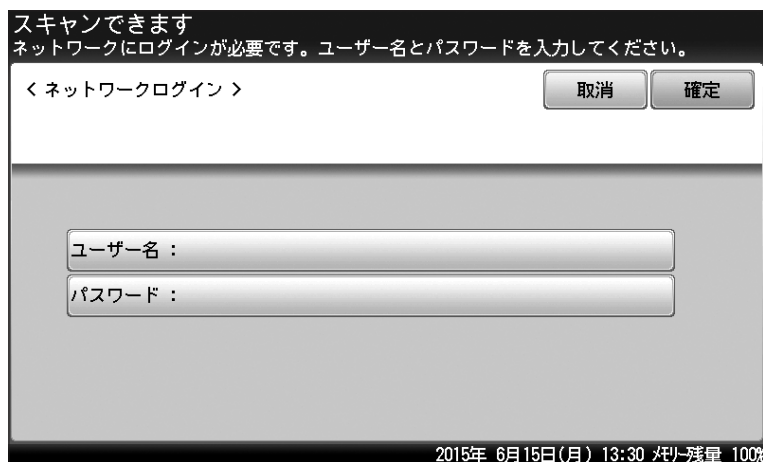 スキャンできます
ネットワークにログインが必要です。ユーザー名とパスワードを入力してください。
< ネットワークログイン >
取消
確定
ユーザー名 :
パスワード :
2015年 6月15日(月) 13:30 ﾒﾓﾘｰ残量 100%